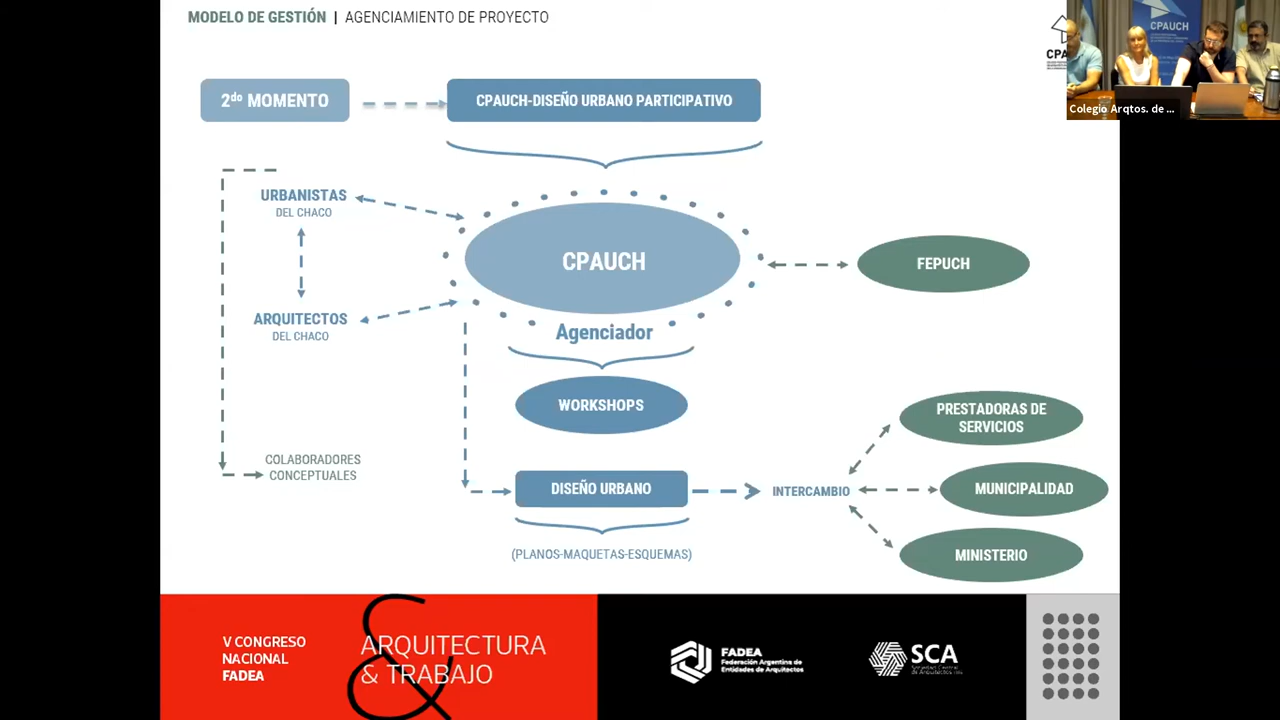 MODELO DE GESTIÓN | AGENCIAMIENTO DE PROYECTO
CPAUCH
Colegio Arqtos. de ...
2do MOMENTO
CPAUCH-DISEÑO URBANO PARTICIPATIVO
URBANISTAS
DEL CHACO
CPAUCH
FEPUCH
ARQUITECTOS
DEL CHACO
Agenciador
WORKSHOPS
PRESTADORAS DE
SERVICIOS
COLABORADORES
CONCEPTUALES
DISEÑO URBANO
INTERCAMBIO
MUNICIPALIDAD
(PLANOS-MAQUETAS-ESQUEMAS)
MINISTERIO
V CONGRESO
NACIONAL
FADEA
ARQUITECTURA
& TRABAJO
FADEA
Federación Argentina de
Entidades de Arquitectos
SCA
Sociedad Central
de Arquitectos